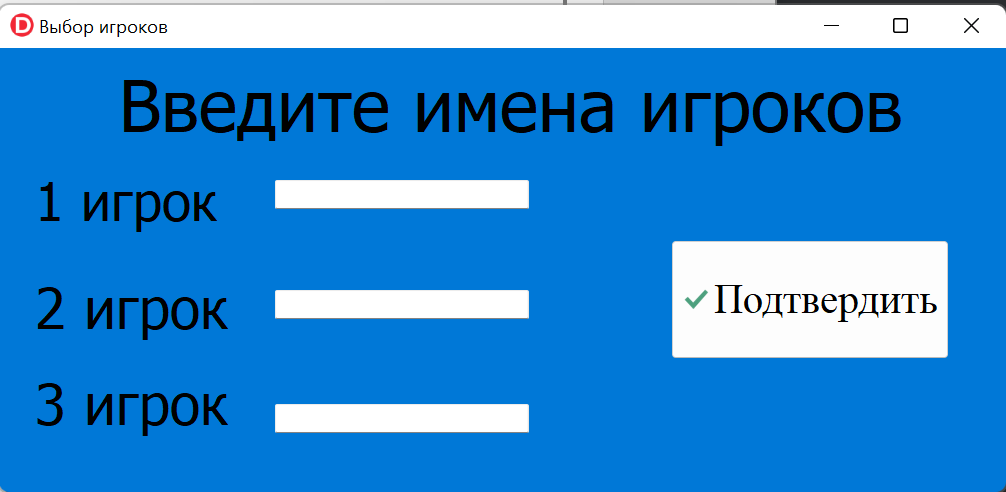 Выбор игроков
Введите имена игроков
1 игрок
2 игрок
Подтвердить
3 игрок